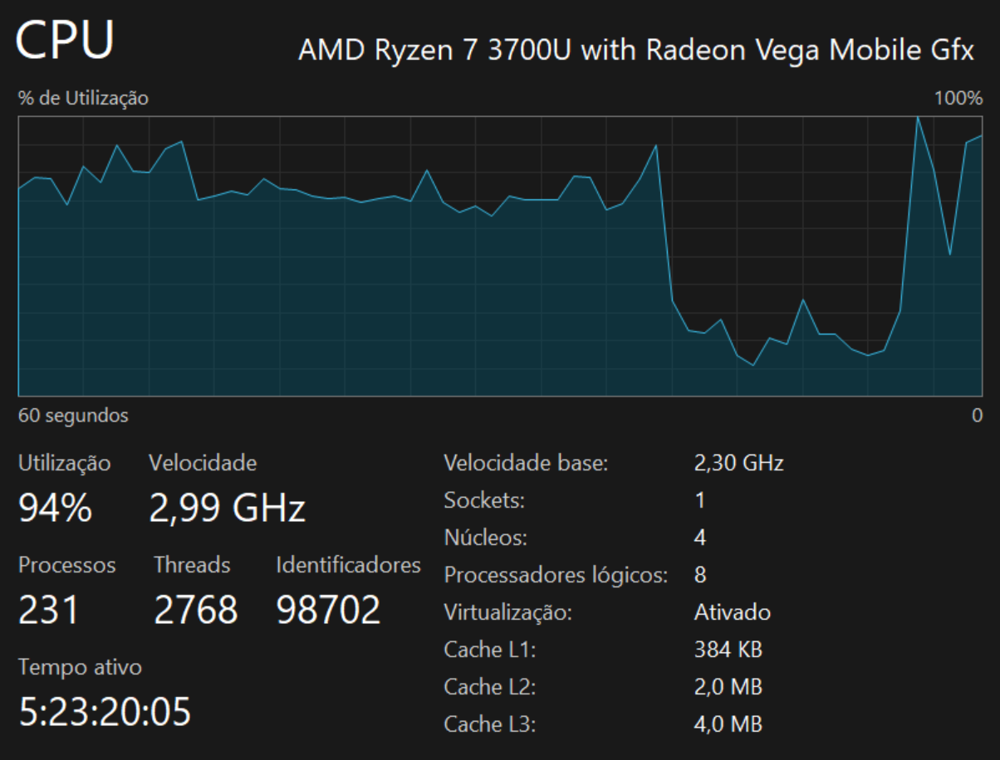 CPU
AMD Ryzen 7 3700U with Radeon Vega Mobile Gfx
% de Utilização
100%
60 segundos
0
Utilização
Velocidade
94%
2,99 GHz
Processos
Threads
Identificadores
231
2768
98702
Tempo ativo
5:23:20:05
Velocidade base: 2,30 GHz
Sockets: 1
Núcleos: 4
Processadores lógicos: 8
Virtualização: Ativado
Cache L1: 384 KB
Cache L2: 2,0 MB
Cache L3: 4,0 MB